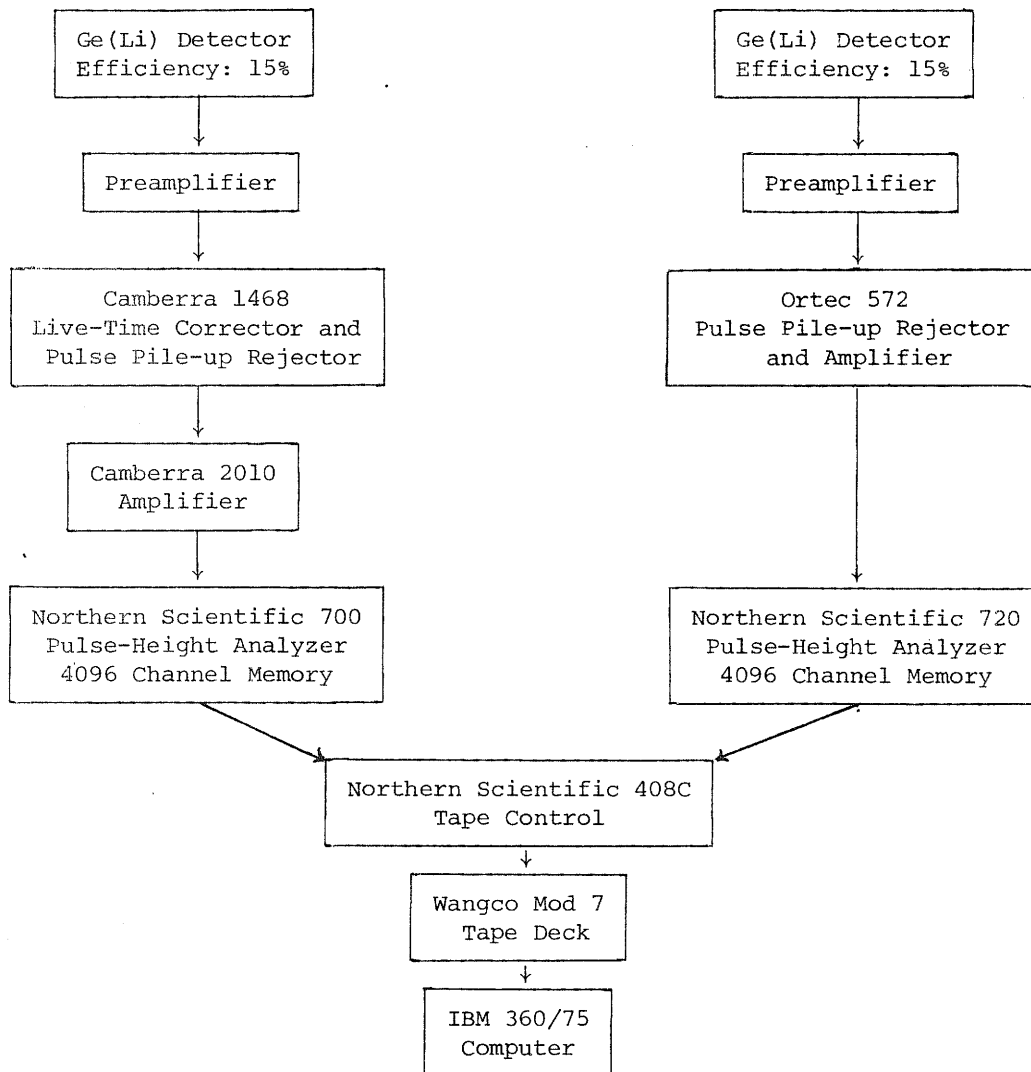 Ge(Li) Detector
Efficiency: 15%
Preamplifier
Camberra 1468
Live-Time Corrector and
Pulse Pile-up Rejector
Camberra 2010
Amplifier
Northern Scientific 700
Pulse-Height Analyzer
4096 Channel Memory
Ge(Li) Detector
Efficiency: 15%
Preamplifier
Ortec 572
Pulse Pile-up Rejector
and Amplifier
Northern Scientific 720
Pulse-Height Analyzer
4096 Channel Memory
Northern Scientific 408C
Tape Control
Wangco Mod 7
Tape Deck
IBM 360/75
Computer